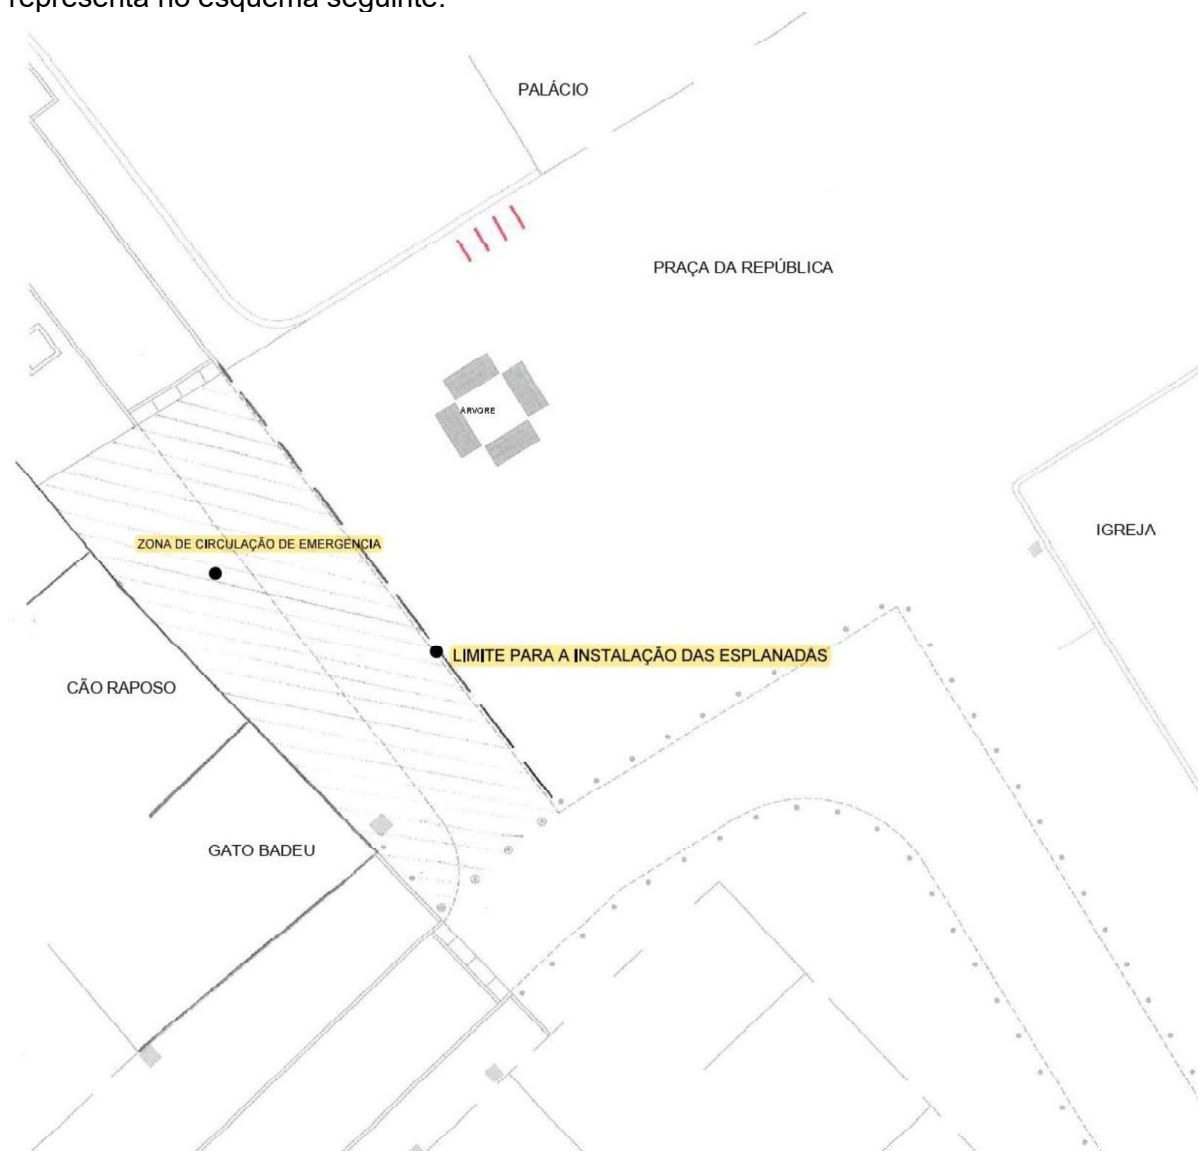 representa no esquema seguinte.
PALÁCIO
PRAÇA DA REPÚBLICA
ÁRVORE
IGREJA
ZONA DE CIRCULAÇÃO DE EMERGÊNCIA
LIMITE PARA A INSTALAÇÃO DAS ESPLANADAS
CÃO RAPOSO
GATO BADEU